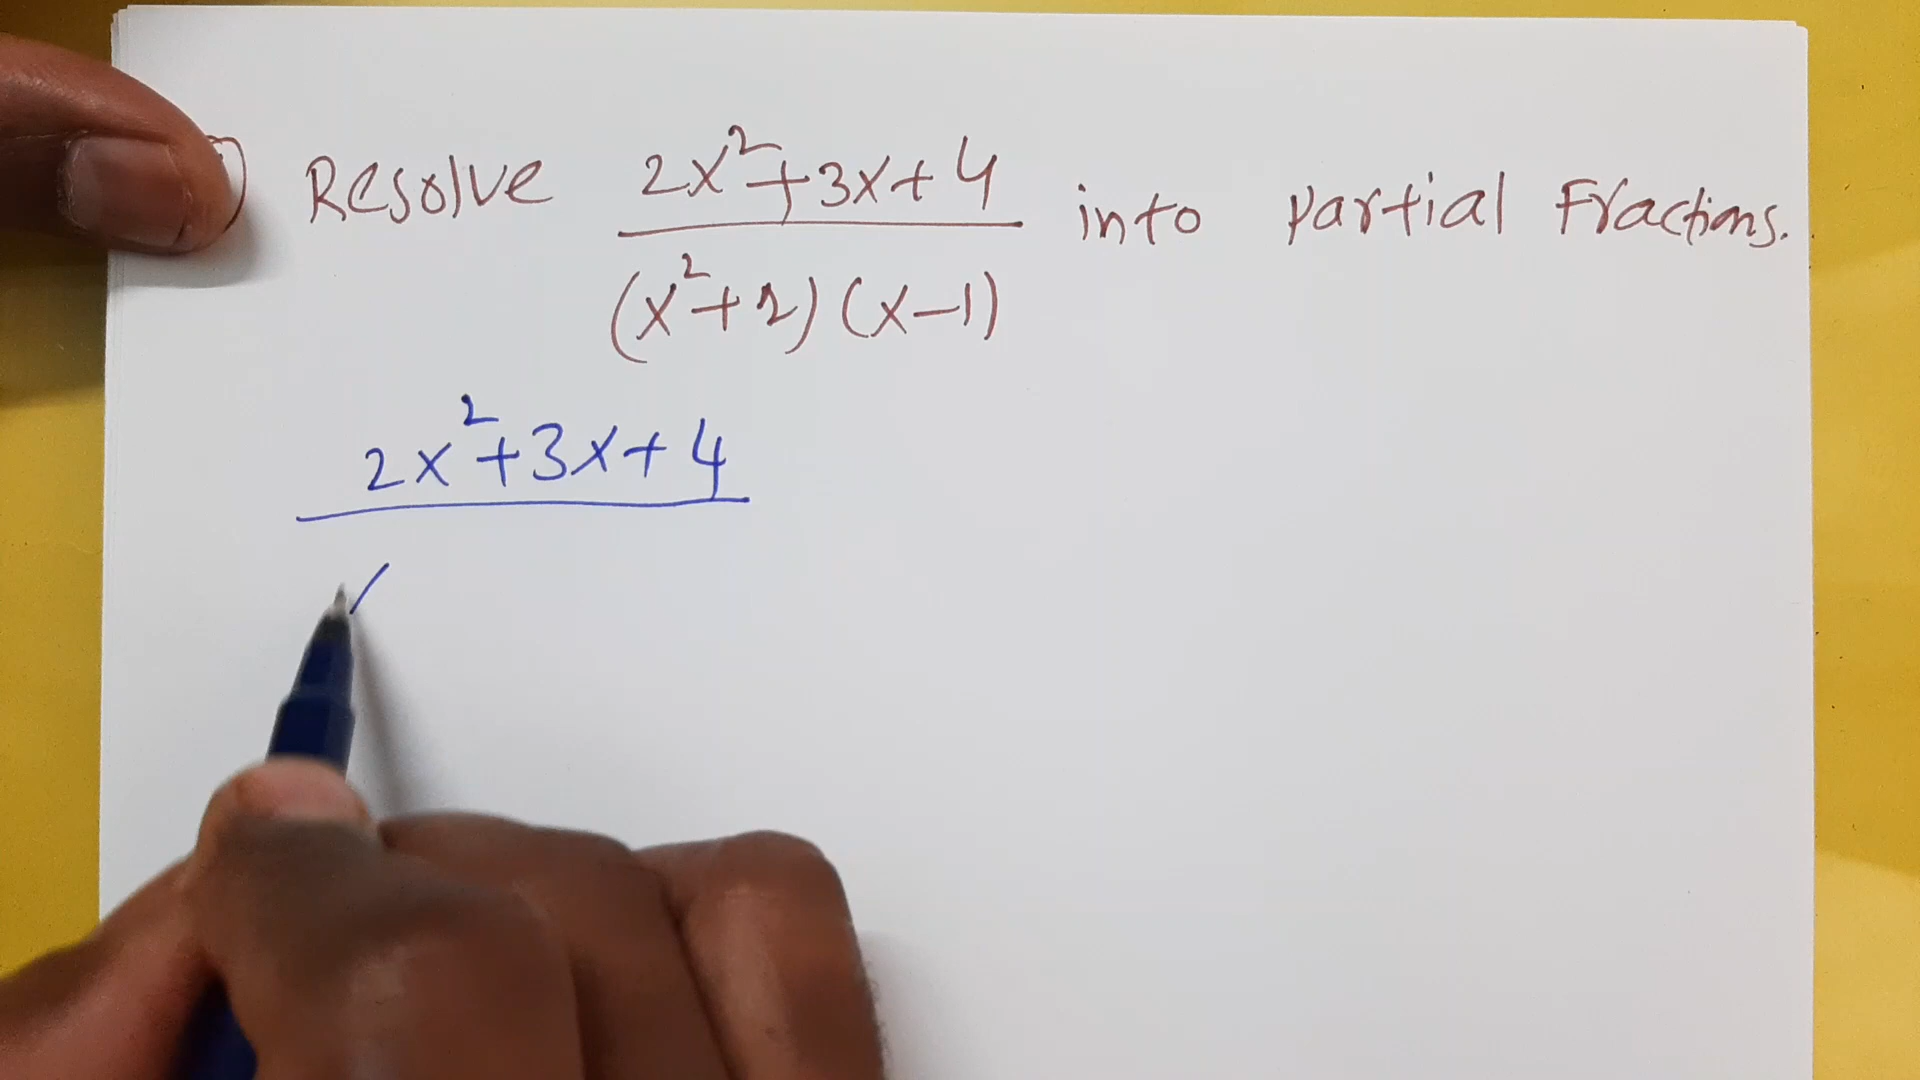 Resolve 2x²+3x+4 / (x²+2)(x-1) into Partial Fractions.
2x²+3x+4